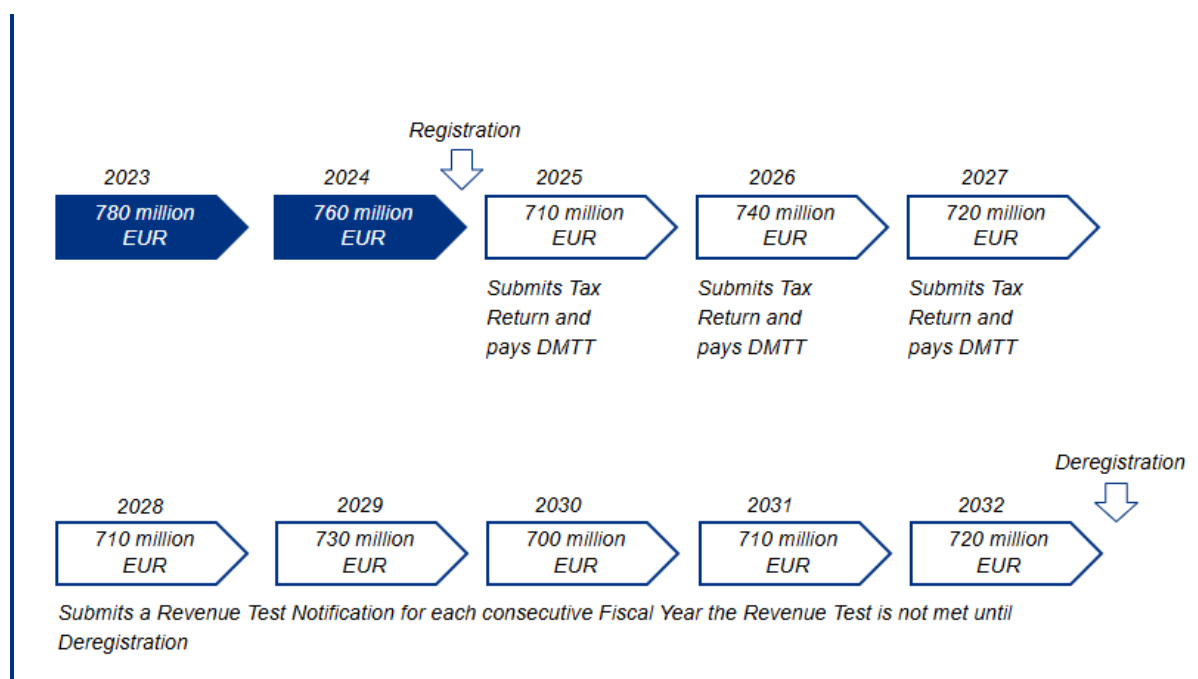 Registration
2023 2024 2025 2026 2027
780 million 760 million 710 million 740 million 720 million
EUR EUR EUR EUR EUR
Submits Tax Submits Tax Submits Tax
Return and Return and Return and
pays DMTT pays DMTT pays DMTT
Deregistration
2028 2029 2030 2031 2032
710 million 730 million 700 million 710 million 720 million
EUR EUR EUR EUR EUR
Submits a Revenue Test Notification for each consecutive Fiscal Year the Revenue Test is not met until
Deregistration